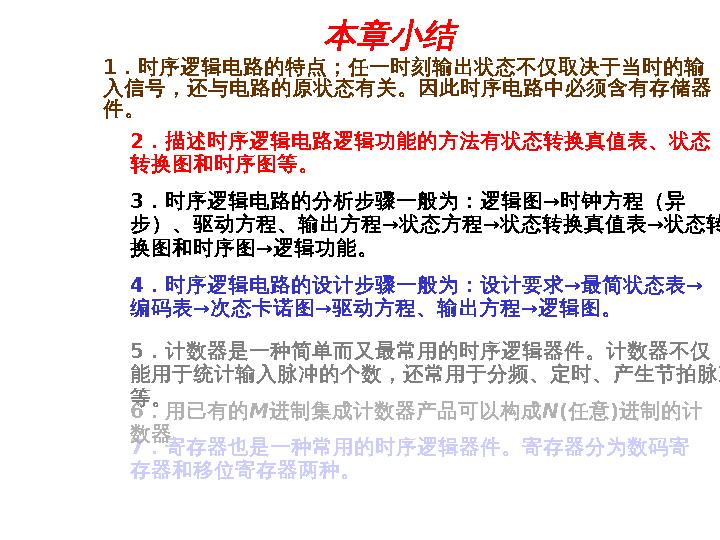 本章小结
1．时序逻辑电路的特点；任一时刻输出状态不仅取决于当时的输
入信号，还与电路的原状态有关。因此时序电路中必须含有存储器
件。
2．描述时序逻辑电路逻辑功能的方法有状态转换真值表、状态
转换图和时序图等。
3．时序逻辑电路的分析步骤一般为：逻辑图→时钟方程（异
步）、驱动方程、输出方程→状态方程→状态转换真值表→状态转
换图和时序图→逻辑功能。
4．时序逻辑电路的设计步骤一般为：设计要求→最简状态表→
编码表→次态卡诺图→驱动方程、输出方程→逻辑图。
5．计数器是一种简单而又最常用的时序逻辑器件。计数器不仅
能用于统计输入脉冲的个数，还常用于分频、定时、产生节拍脉
等。
6．用已有的M进制集成计数器产品可以构成N(任意)进制的计
数器
7．寄存器也是一种常用的时序逻辑器件。寄存器分为数码寄
存器和移位寄存器两种。